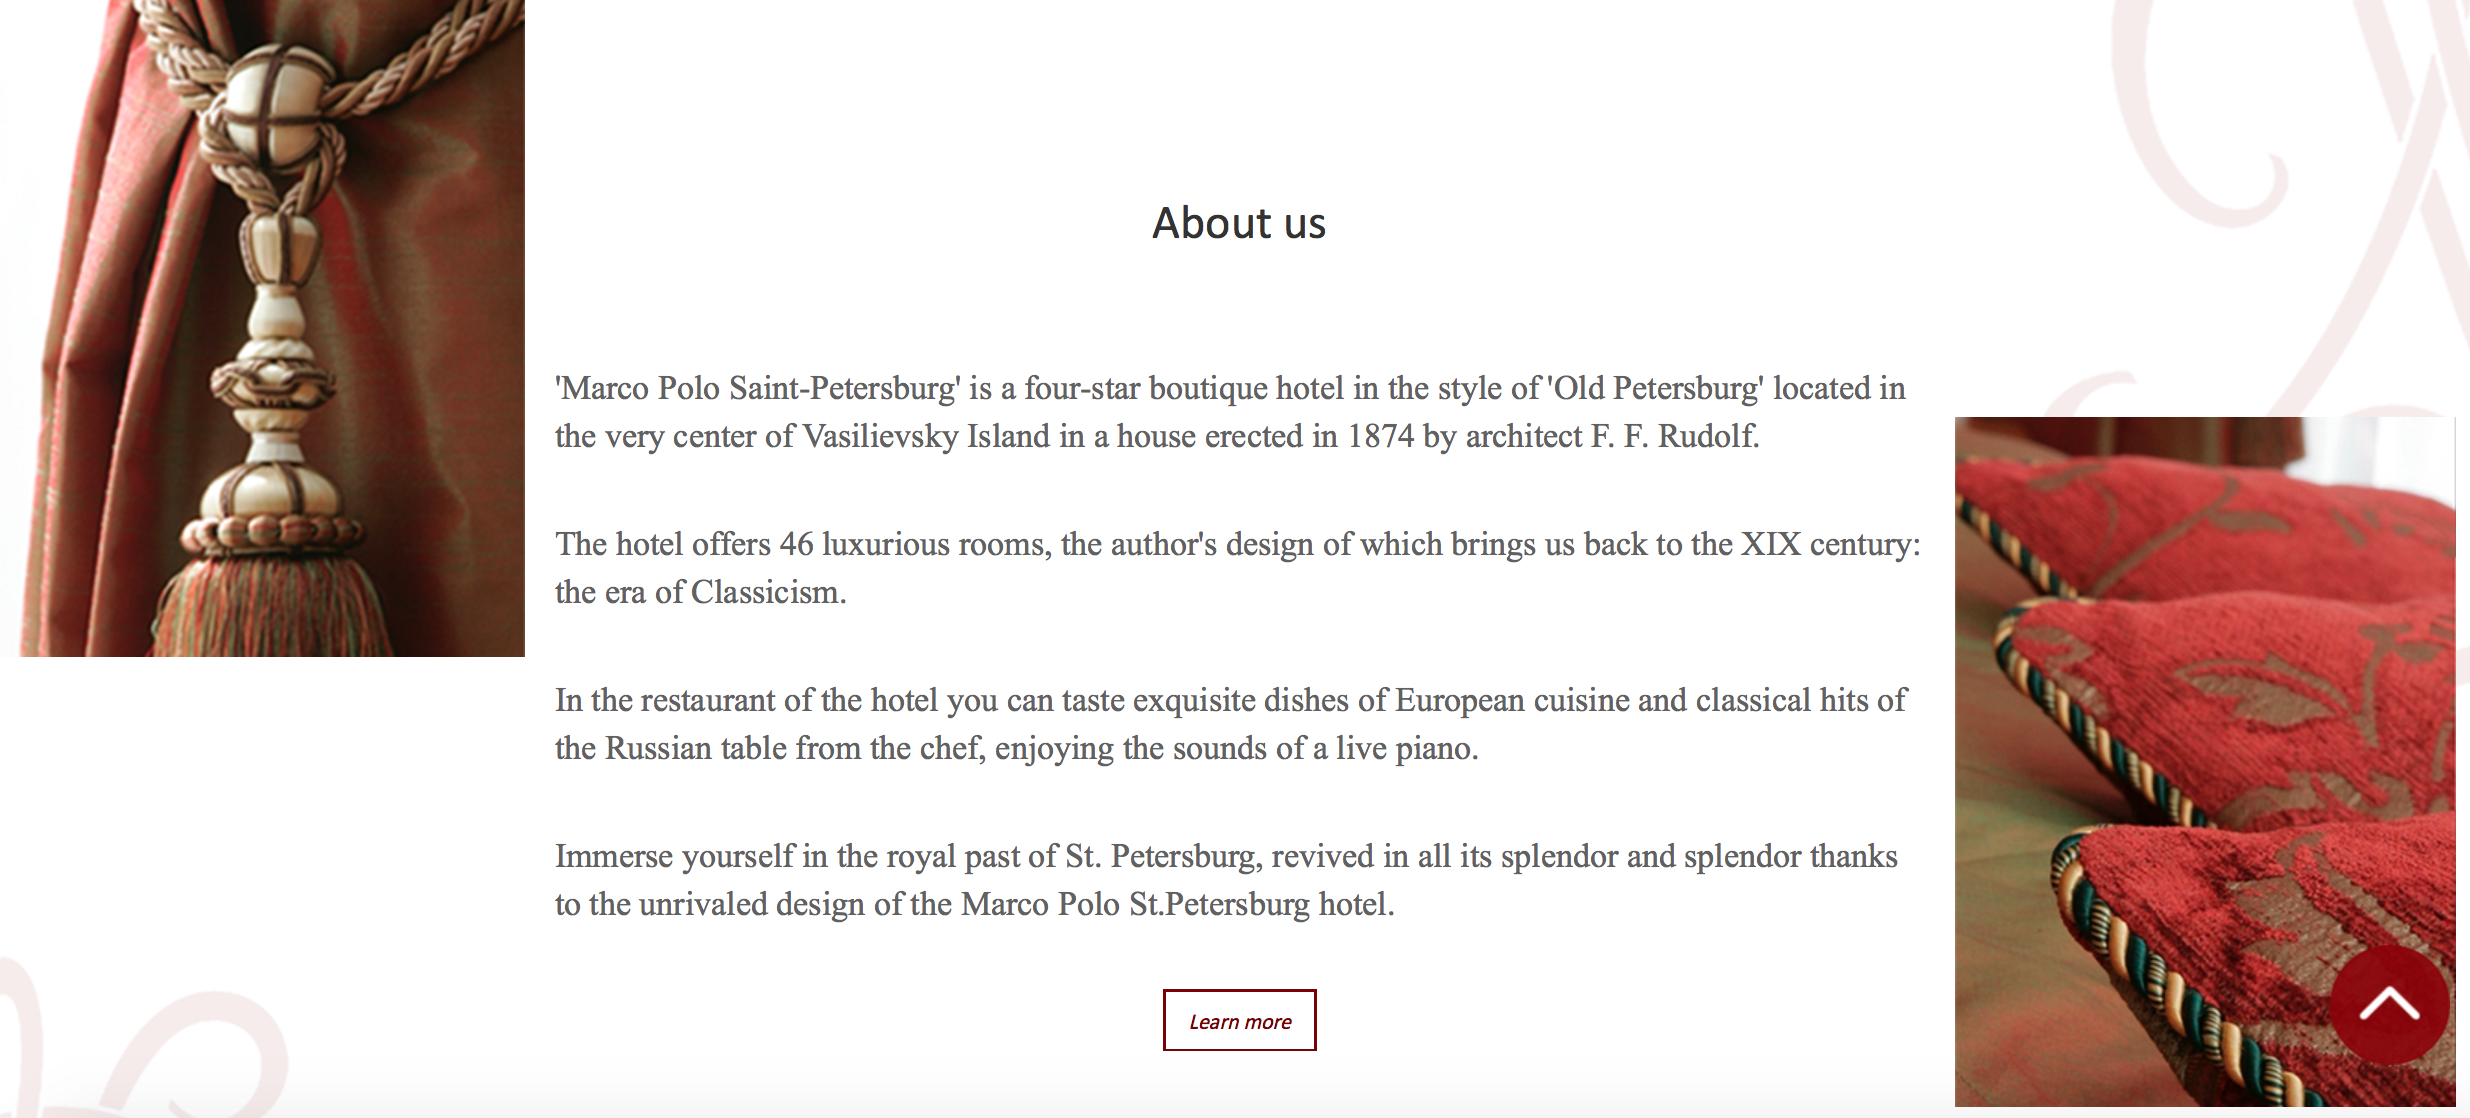 About us
'Marco Polo Saint-Petersburg' is a four-star boutique hotel in the style of 'Old Petersburg' located in
the very center of Vasilievsky Island in a house erected in 1874 by architect F. F. Rudolf.
The hotel offers 46 luxurious rooms, the author's design of which brings us back to the XIX century:
the era of Classicism.
In the restaurant of the hotel you can taste exquisite dishes of European cuisine and classical hits of
the Russian table from the chef, enjoying the sounds of a live piano.
Immerse yourself in the royal past of St. Petersburg, revived in all its splendor and splendor thanks
to the unrivaled design of the Marco Polo St.Petersburg hotel.
Learn more